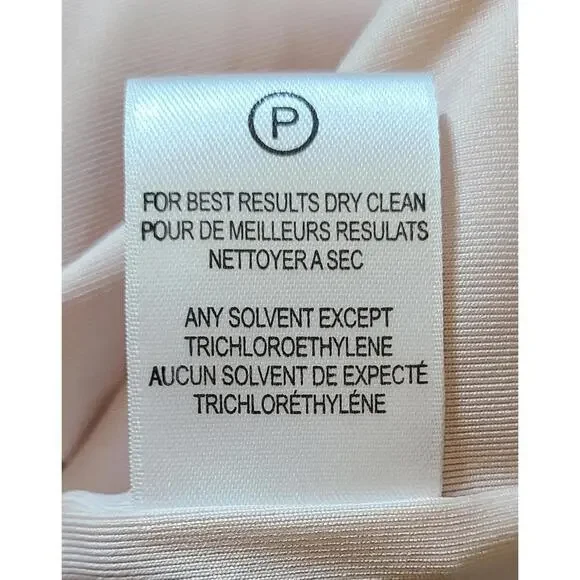 P
FOR BEST RESULTS DRY CLEAN
POUR DE MEILLEURS RESULATS
NETTOYER A SEC
ANY SOLVENT EXCEPT
TRICHLOROETHYLENE
AUCUN SOLVENT DE EXPECTÉ
TRICHLORÉTHYLÉNE